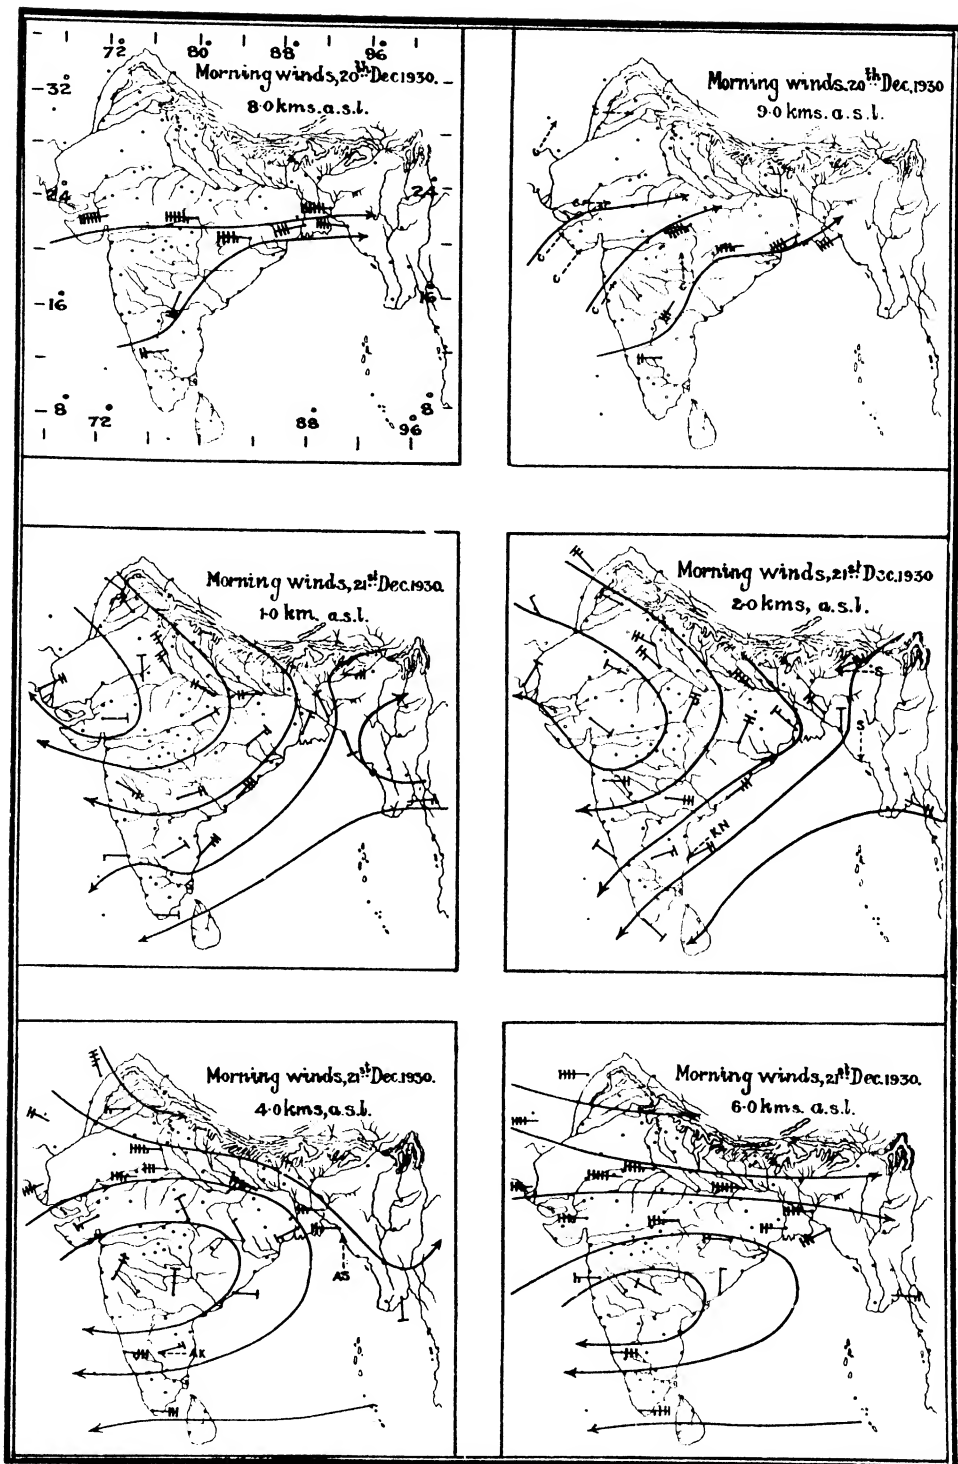 72° 80° 88° 96°
Morning winds, 20th Dec. 1930.
8·0 kms. a.s.l.
32°
24° 24°
16° 16°
8° 8°
72° 88° 96°
Morning winds. 20th Dec. 1930
9·0 kms. a.s.l.
C
C
C
C
C
Morning winds, 21st Dec. 1930.
1·0 km. a.s.l.
Morning winds, 21st Dec. 1930
2·0 kms, a.s.l.
S
S
KN
Morning winds, 21st Dec. 1930.
4·0 kms, a.s.l.
AS
AK
Morning winds, 21st Dec. 1930.
6·0 kms. a.s.l.